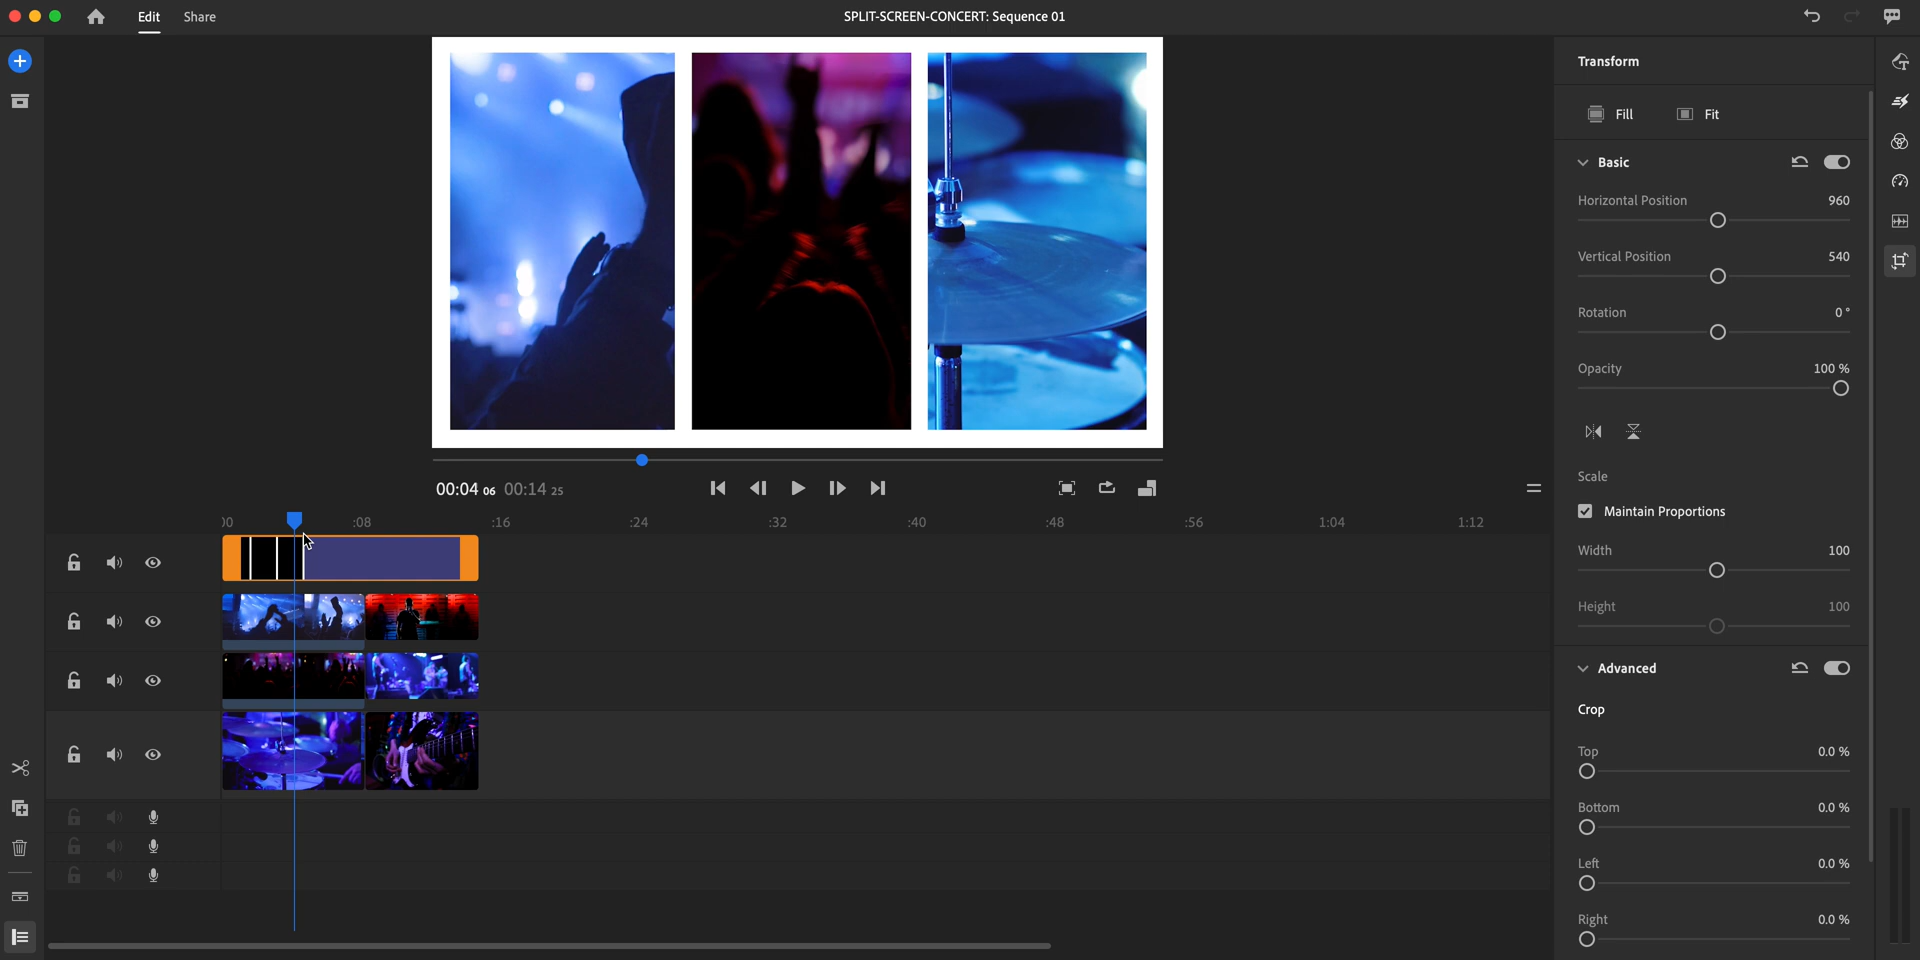 Edit
Share
SPLIT-SCREEN-CONCERT: Sequence 01
Transform
Fill
Fit
Basic
Horizontal Position 960
Vertical Position 540
Rotation 0 °
Opacity 100 %
Scale
Maintain Proportions
Width 100
Height 100
Advanced
Crop
Top 0.0 %
Bottom 0.0 %
Left 0.0 %
Right 0.0 %
00:04 06 00:14 25
00 :08 :16 :24 :32 :40 :48 :56 1:04 1:12